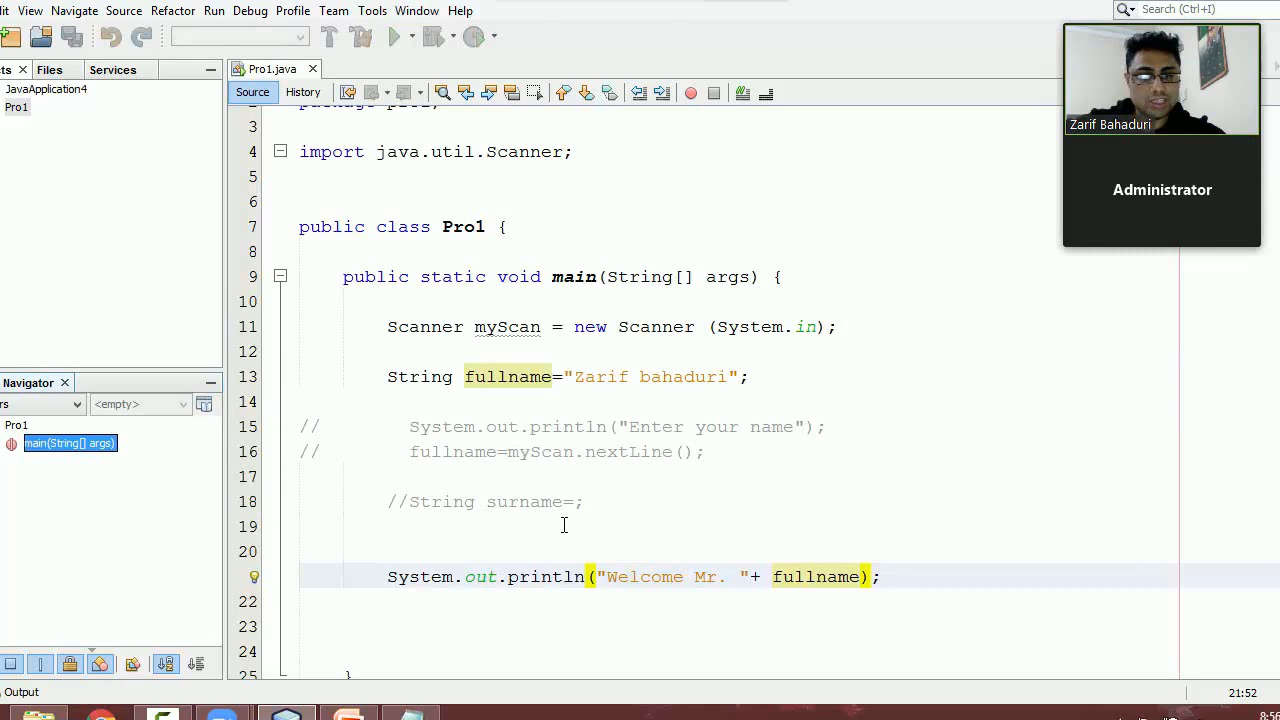 it View Navigate Source Refactor Run Debug Profile Team Tools Window Help
Search (Ctrl+I)
ts Files Services
Pro1.java
JavaApplication4
Source History
Pro1
Zarif Bahaduri
Administrator
3
4 import java.util.Scanner;
5
6
7 public class Pro1 {
8
9 public static void main(String[] args) {
10
11 Scanner myScan = new Scanner (System.in);
12
13 String fullname="Zarif bahaduri";
14
15 // System.out.println("Enter your name");
16 // fullname=myScan.nextLine();
17
18 //String surname=;
19
20
System.out.println("Welcome Mr. "+ fullname);
22
23
24
25 }
Navigator
rs <empty>
Pro1
main(String[] args)
Output
21:52